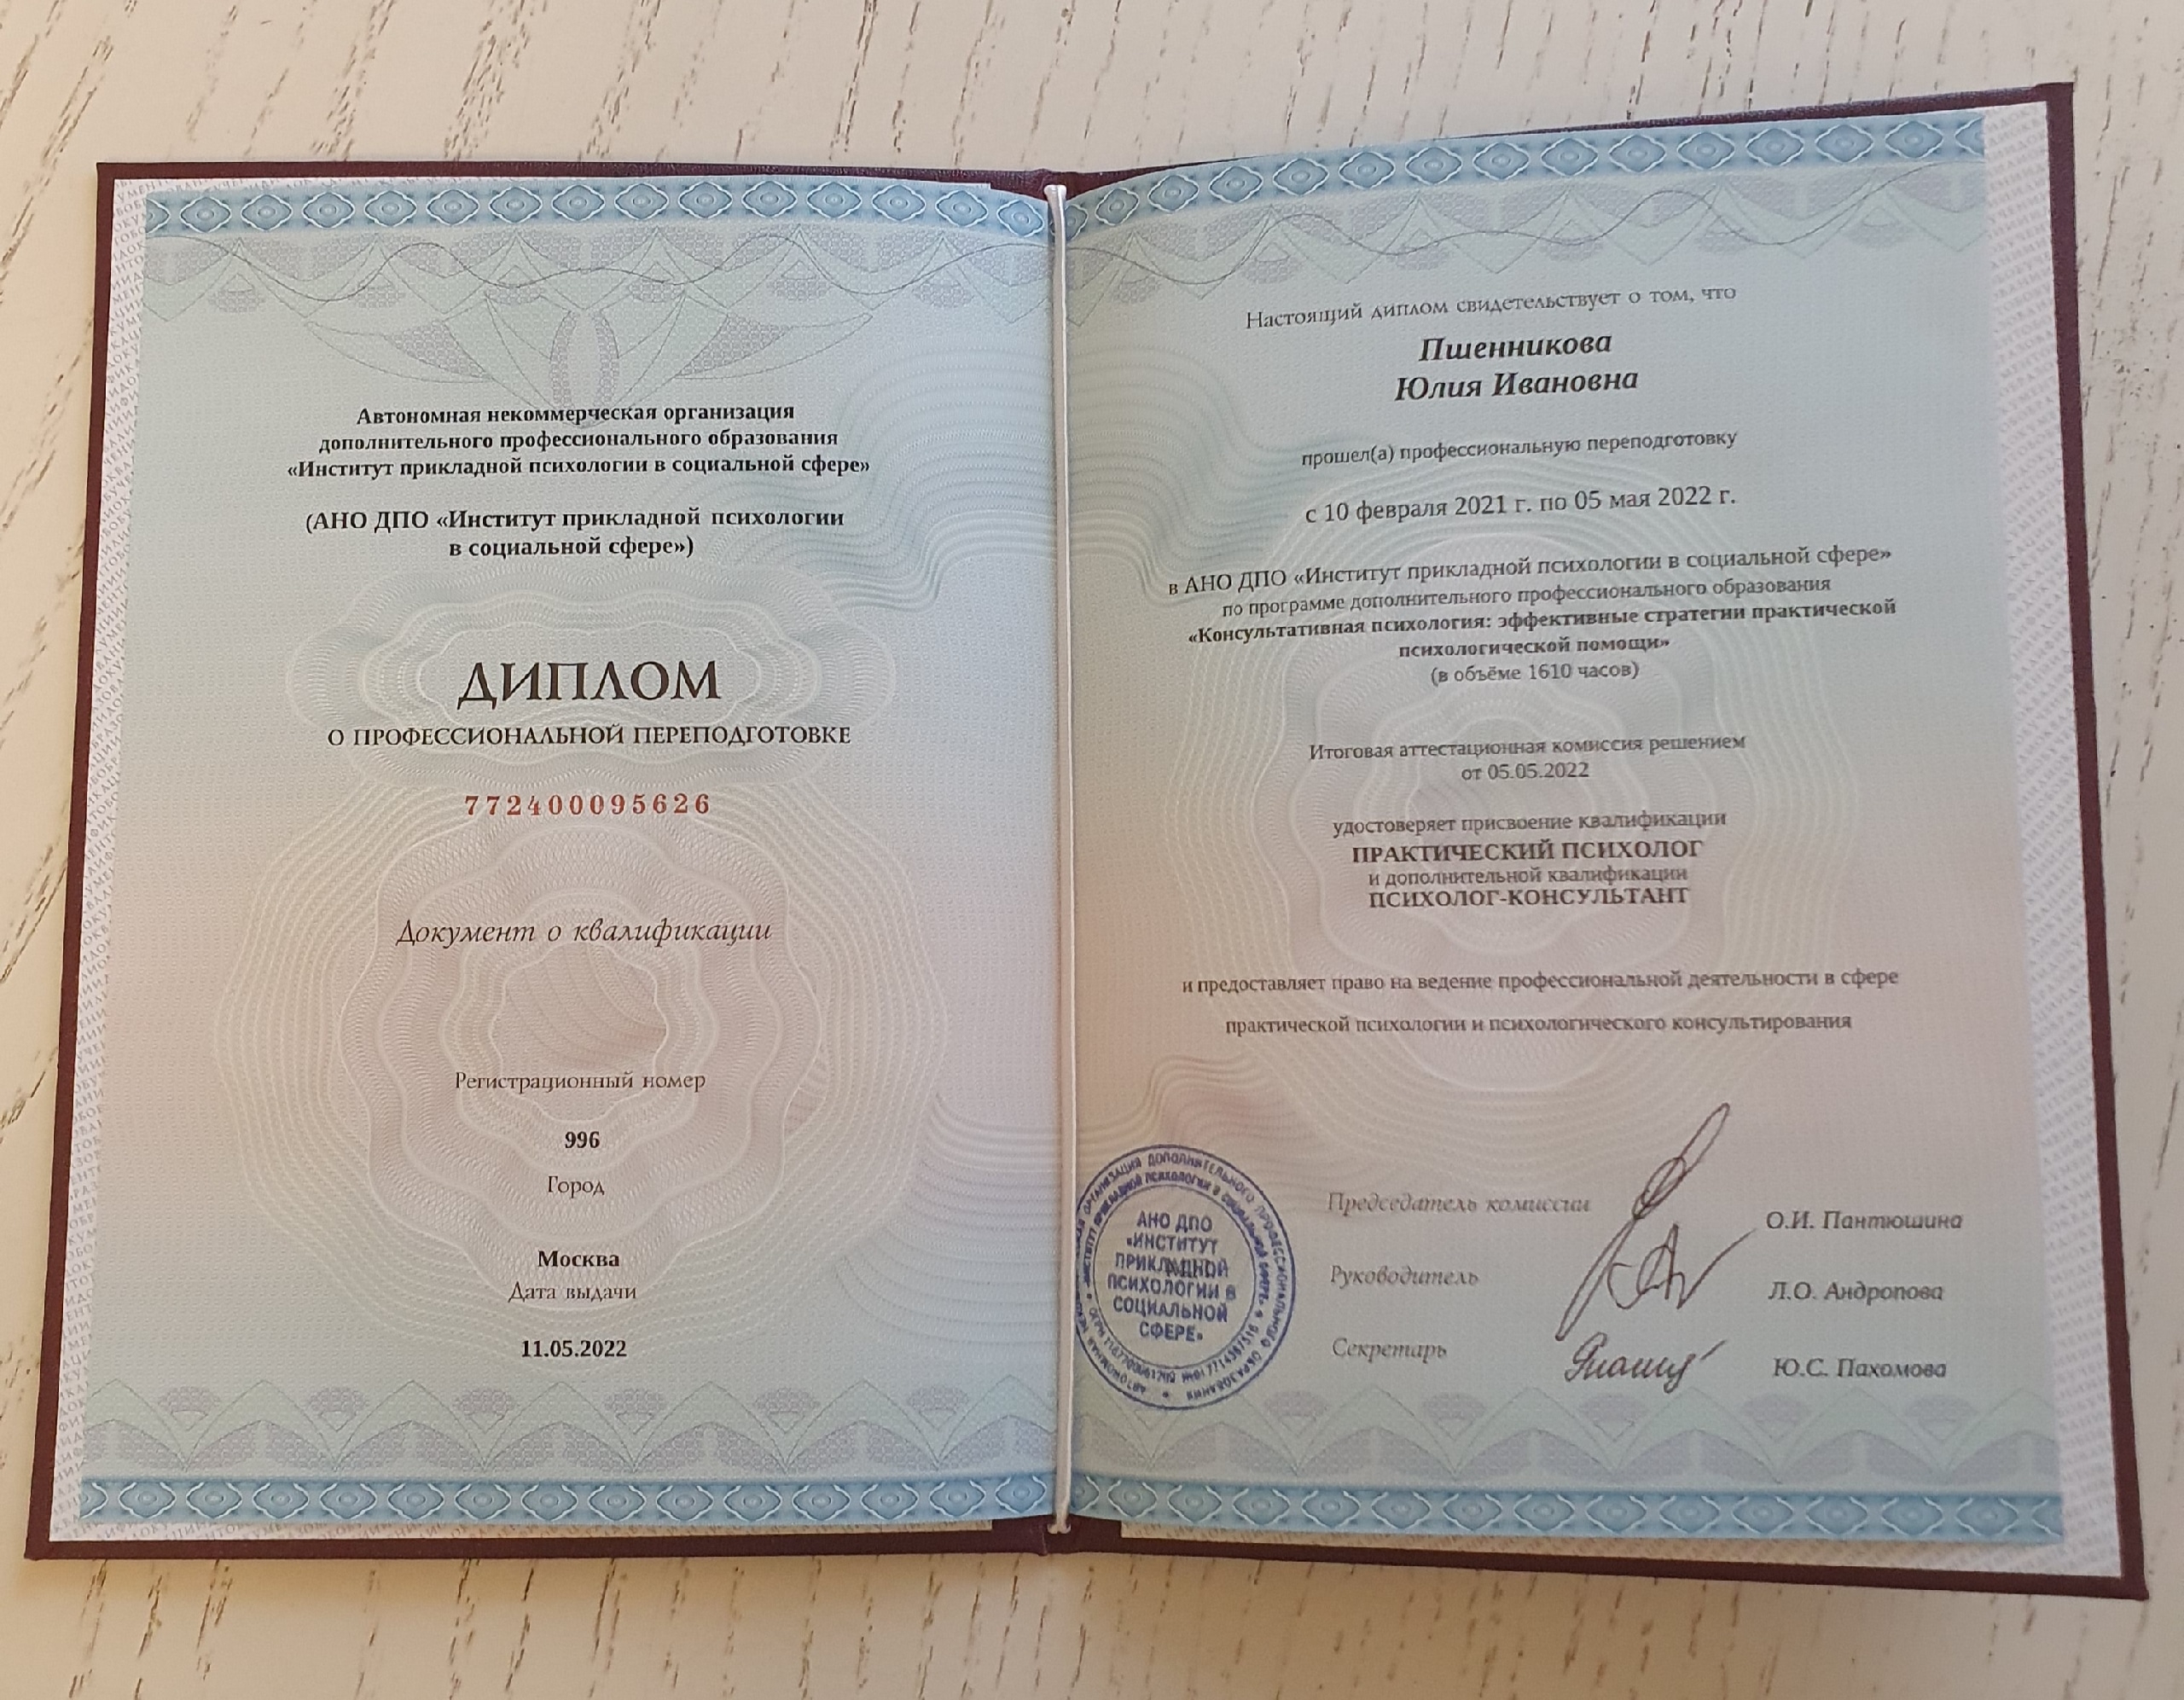 Автономная некоммерческая организация
дополнительного профессионального образования
«Институт прикладной психологии в социальной сфере»
(АНО ДПО «Институт прикладной психологии
в социальной сфере»)
ДИПЛОМ
О ПРОФЕССИОНАЛЬНОЙ ПЕРЕПОДГОТОВКЕ
772400095626
Документ о квалификации
Регистрационный номер
996
Город
Москва
Дата выдачи
11.05.2022
Настоящий диплом свидетельствует о том, что
Пшенникова
Юлия Ивановна
прошел(а) профессиональную переподготовку
с 10 февраля 2021 г. по 05 мая 2022 г.
в АНО ДПО «Институт прикладной психологии в социальной сфере»
по программе дополнительного профессионального образования
«Консультативная психология: эффективные стратегии практической
психологической помощи»
(в объёме 1610 часов)
Итоговая аттестационная комиссия решением
от 05.05.2022
удостоверяет присвоение квалификации
ПРАКТИЧЕСКИЙ ПСИХОЛОГ
и дополнительной квалификации
ПСИХОЛОГ-КОНСУЛЬТАНТ
и предоставляет право на ведение профессиональной деятельности в сфере
практической психологии и психологического консультирования
Председатель комиссии
О.И. Пантюшина
Руководитель
Л.О. Андропова
Секретарь
Ю.С. Пахомова
АНО ДПО
«ИНСТИТУТ
ПРИКЛАДНОЙ
ПСИХОЛОГИИ В
СОЦИАЛЬНОЙ
СФЕРЕ»